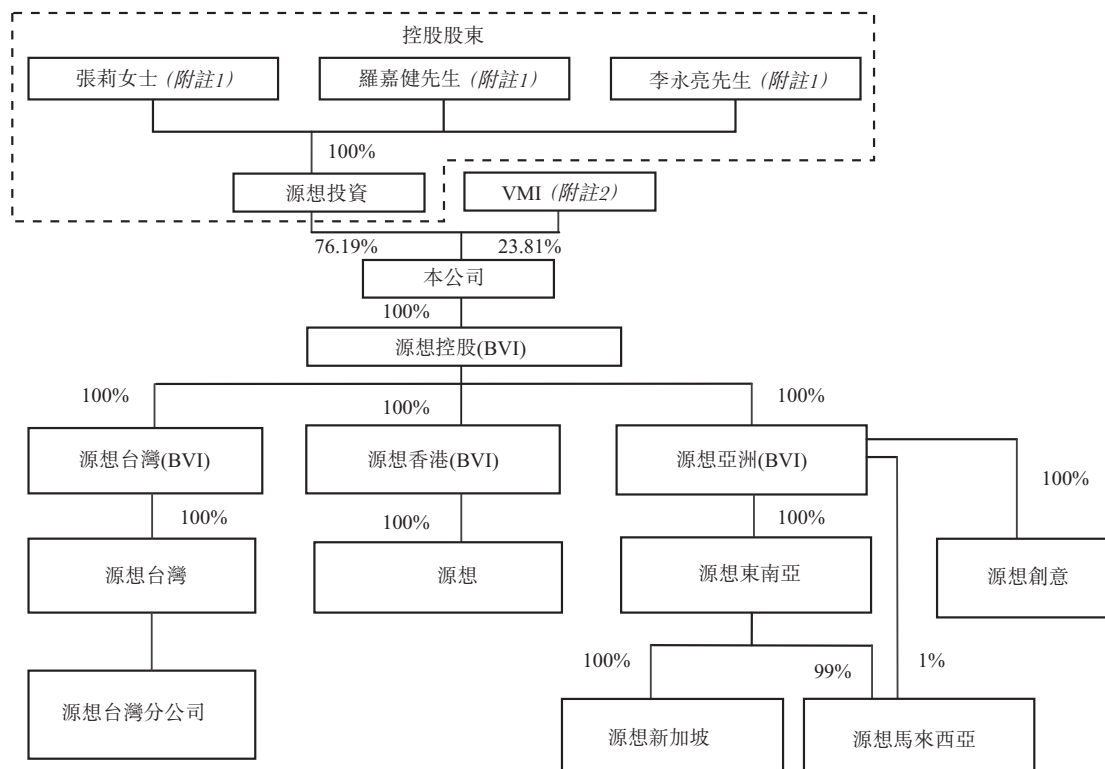 控股股東
張莉女士（附註1）
羅嘉健先生（附註1）
李永亮先生（附註1）
100%
源想投資
VMI（附註2）
76.19%
23.81%
本公司
100%
源想控股(BVI)
100%
100%
100%
源想台灣(BVI)
源想香港(BVI)
源想亞洲(BVI)
100%
100%
100%
100%
源想台灣
源想
源想東南亞
源想創意
100%
99%
1%
源想台灣分公司
源想新加坡
源想馬來西亞